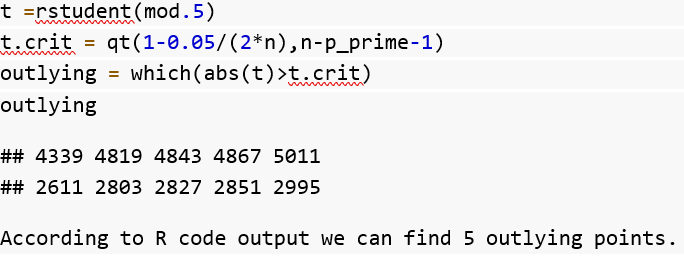 t =rstudent(mod.5)
t.crit = qt(1-0.05/(2*n),n-p_prime-1)
outlying = which(abs(t)>t.crit)
outlying
## 4339 4819 4843 4867 5011
## 2611 2803 2827 2851 2995
According to R code output we can find 5 outlying points.